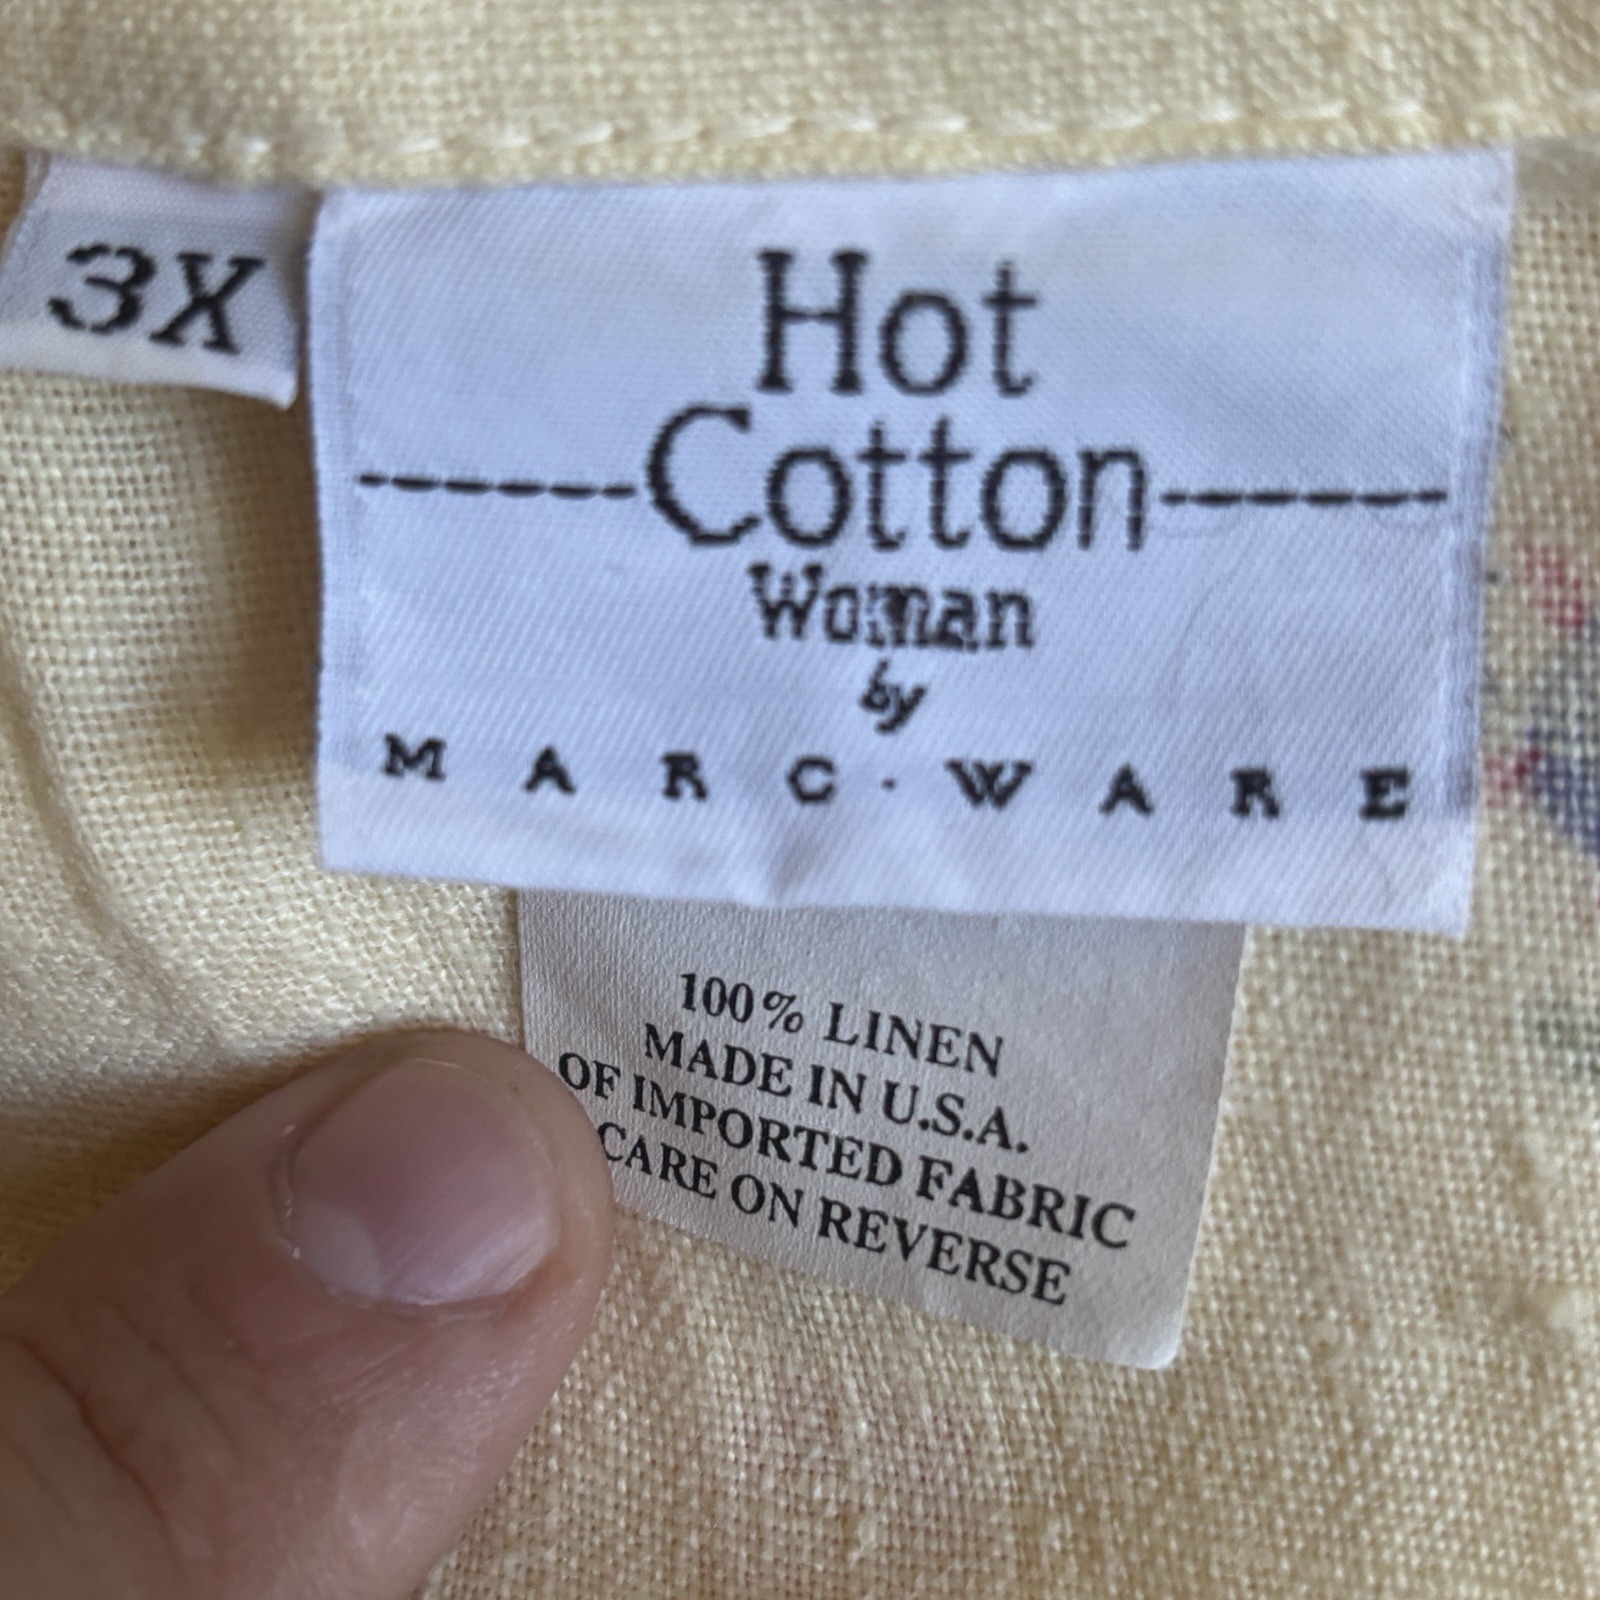 3X
Hot
Cotton
Woman
by
MARC·WARE
100% LINEN
MADE IN U.S.A.
OF IMPORTED FABRIC
CARE ON REVERSE